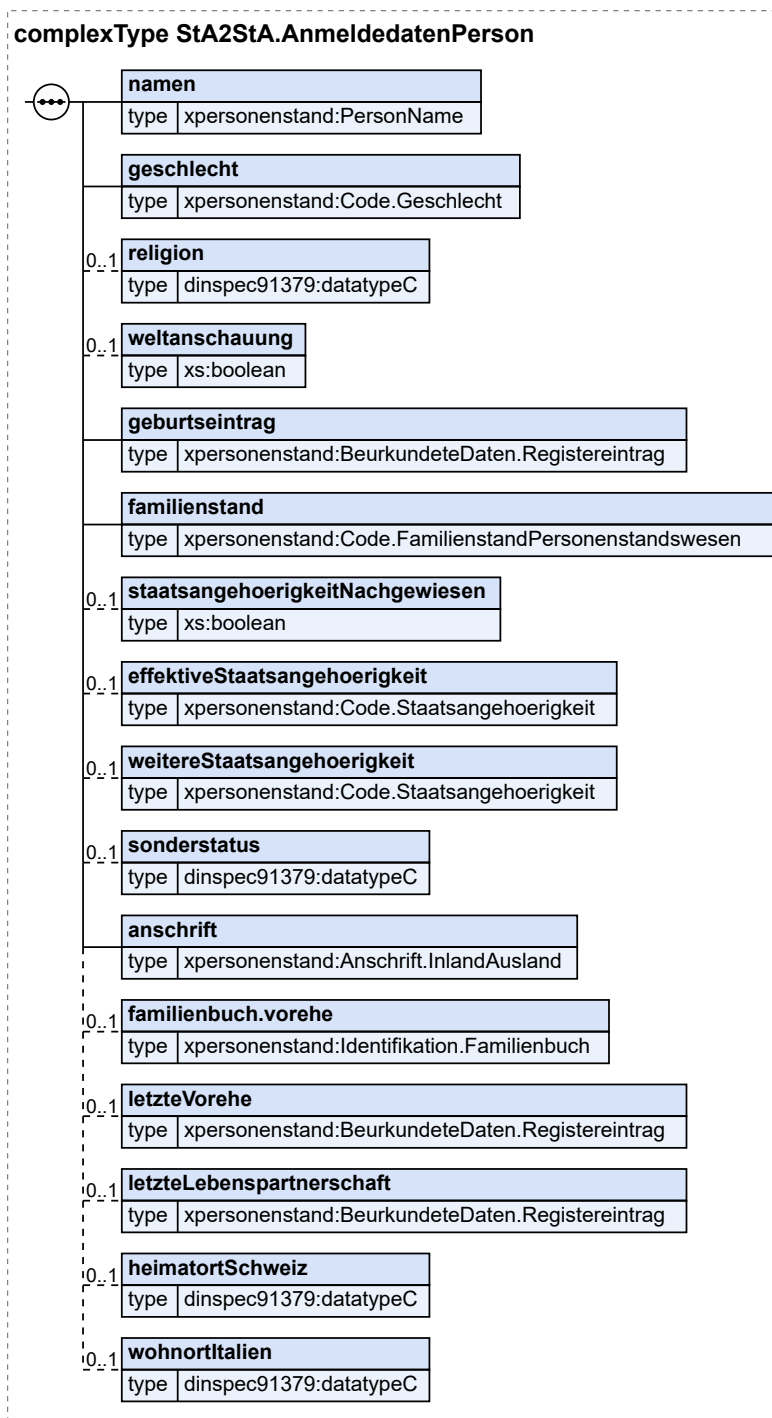 complexType StA2StA.AnmeldedatenPerson
namen
type xpersonenstand:PersonName
geschlecht
type xpersonenstand:Code.Geschlecht
0..1 religion
type dinspec91379:datatypeC
0..1 weltanschauung
type xs:boolean
geburtseintrag
type xpersonenstand:BeurkundeteDaten.Registereintrag
familienstand
type xpersonenstand:Code.FamilienstandPersonenstandswesen
0..1 staatsangehoerigkeitNachgewiesen
type xs:boolean
0..1 effektiveStaatsangehoerigkeit
type xpersonenstand:Code.Staatsangehoerigkeit
0..1 weitereStaatsangehoerigkeit
type xpersonenstand:Code.Staatsangehoerigkeit
0..1 sonderstatus
type dinspec91379:datatypeC
anschrift
type xpersonenstand:Anschrift.InlandAusland
0..1 familienbuch.vorehe
type xpersonenstand:Identifikation.Familienbuch
0..1 letzteVorehe
type xpersonenstand:BeurkundeteDaten.Registereintrag
0..1 letzteLebenspartnerschaft
type xpersonenstand:BeurkundeteDaten.Registereintrag
0..1 heimatortSchweiz
type dinspec91379:datatypeC
0..1 wohnortItalien
type dinspec91379:datatypeC